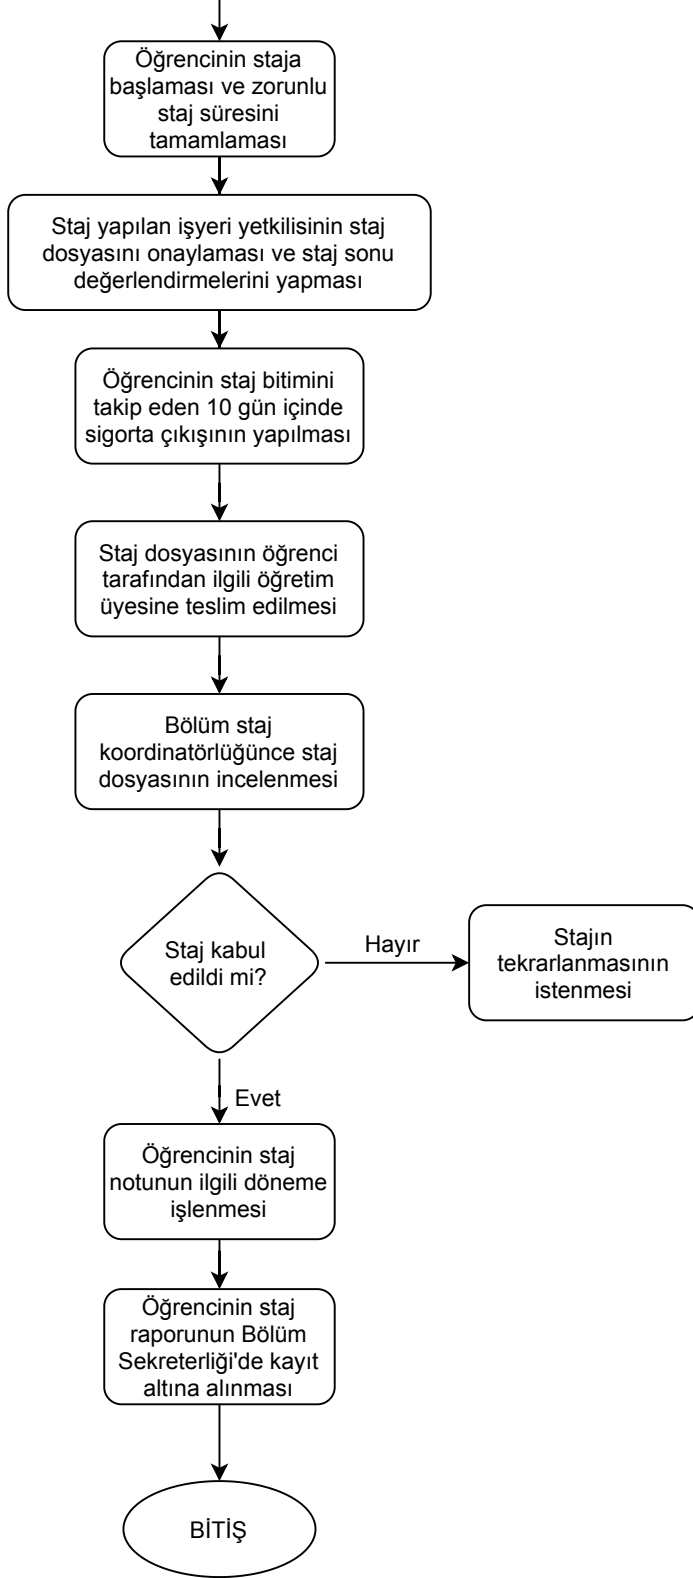 Öğrencinin staja
başlaması ve zorunlu
staj süresini
tamamlaması
Staj yapılan işyeri yetkilisinin staj
dosyasını onaylaması ve staj sonu
değerlendirmelerini yapması
Öğrencinin staj bitimini
takip eden 10 gün içinde
sigorta çıkışının yapılması
Staj dosyasının öğrenci
tarafından ilgili öğretim
üyesine teslim edilmesi
Bölüm staj
koordinatörlüğünce staj
dosyasının incelenmesi
Staj kabul
edildi mi?
Hayır
Stajın
tekrarlanmasının
istenmesi
Evet
Öğrencinin staj
notunun ilgili döneme
işlenmesi
Öğrencinin staj
raporunun Bölüm
Sekreterliği'de kayıt
altına alınması
BİTİŞ